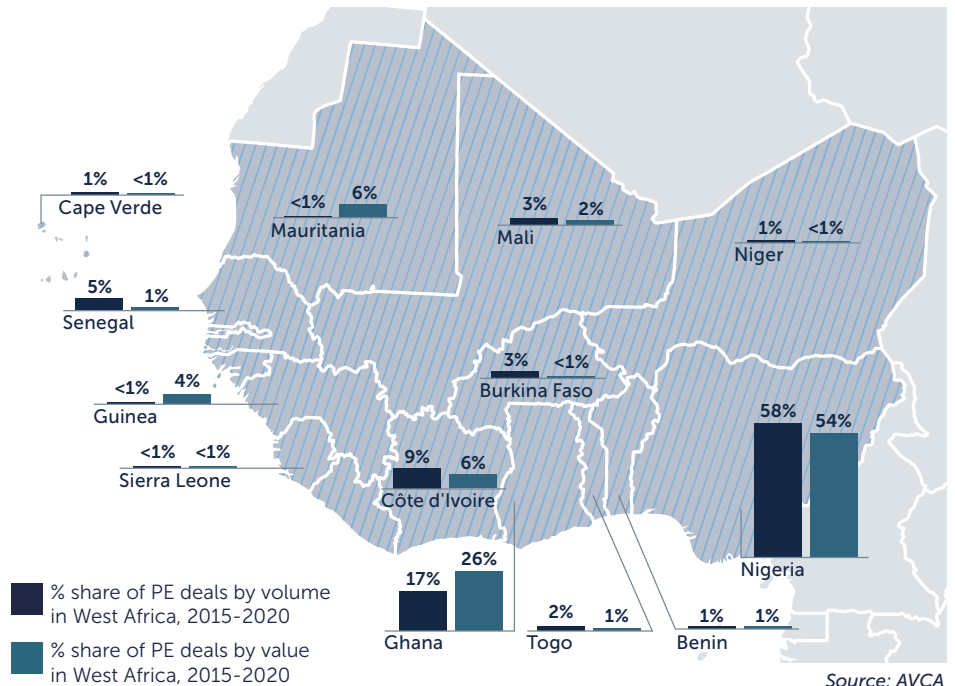 1% <1%
Cape Verde
<1% 6%
Mauritania
3% 2%
Mali
1% <1%
Niger
5% 1%
Senegal
3% <1%
Burkina Faso
<1% 4%
Guinea
58% 54%
Nigeria
<1% <1%
Sierra Leone
9% 6%
Côte d'Ivoire
17% 26%
Ghana
2% 1%
Togo
1% 1%
Benin
% share of PE deals by volume
in West Africa, 2015-2020
% share of PE deals by value
in West Africa, 2015-2020
Source: AVCA